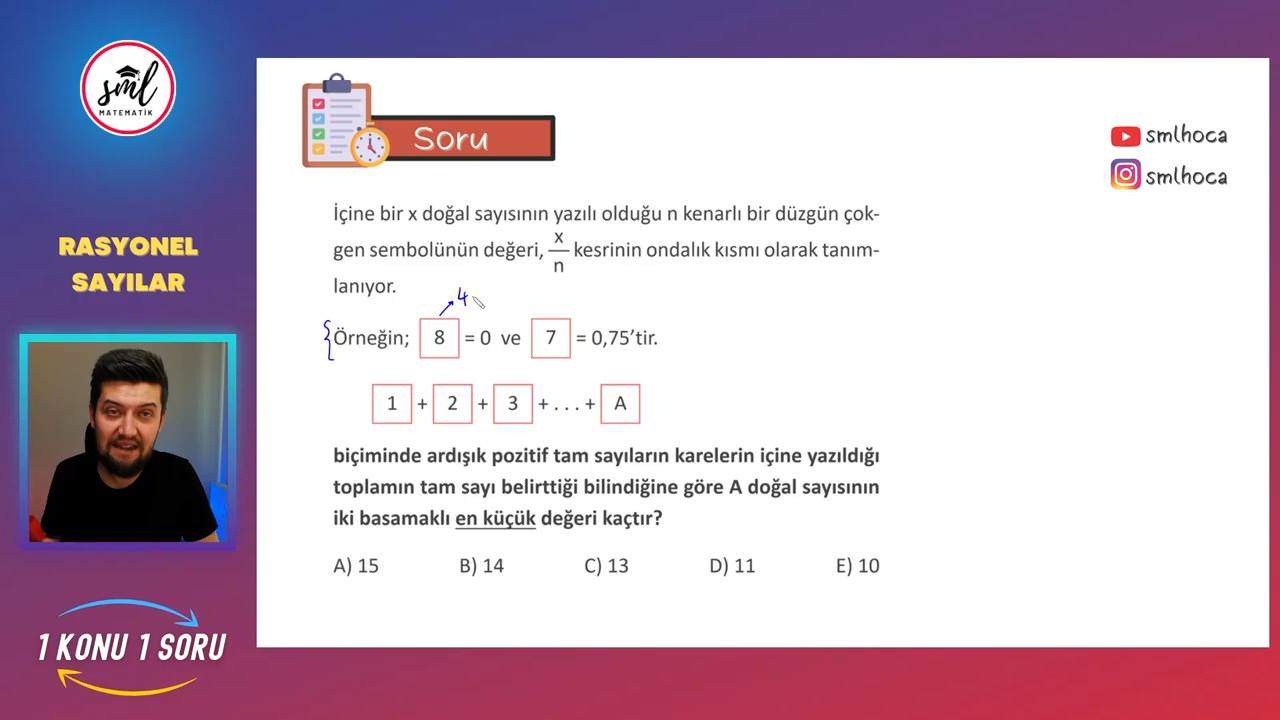 sml
MATEMATİK
Soru
smlhoca
smlhoca
RASYONEL
SAYILAR
İçine bir x doğal sayısının yazılı olduğu n kenarlı bir düzgün çok-
gen sembolünün değeri, x/n kesrinin ondalık kısmı olarak tanım-
lanıyor.
4
Örneğin; 8 = 0 ve 7 = 0,75’tir.
1 + 2 + 3 + . . . + A
biçiminde ardışık pozitif tam sayıların karelerin içine yazıldığı
toplamın tam sayı belirttiği bilindiğine göre A doğal sayısının
iki basamaklı en küçük değeri kaçtır?
A) 15 B) 14 C) 13 D) 11 E) 10
1 KONU 1 SORU